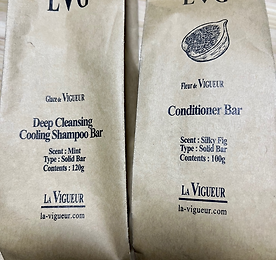 LVG
Glace de VIGUEUR
Deep Cleansing
Cooling Shampoo Bar
Scent : Mint
Type : Solid Bar
Contents : 120g
LA VIGUEUR
la-vigueur.com
LVG
Fleur de VIGUEUR
Conditioner Bar
Scent : Silky Fig
Type : Solid Bar
Contents : 100g
LA VIGUEUR
la-vigueur.com